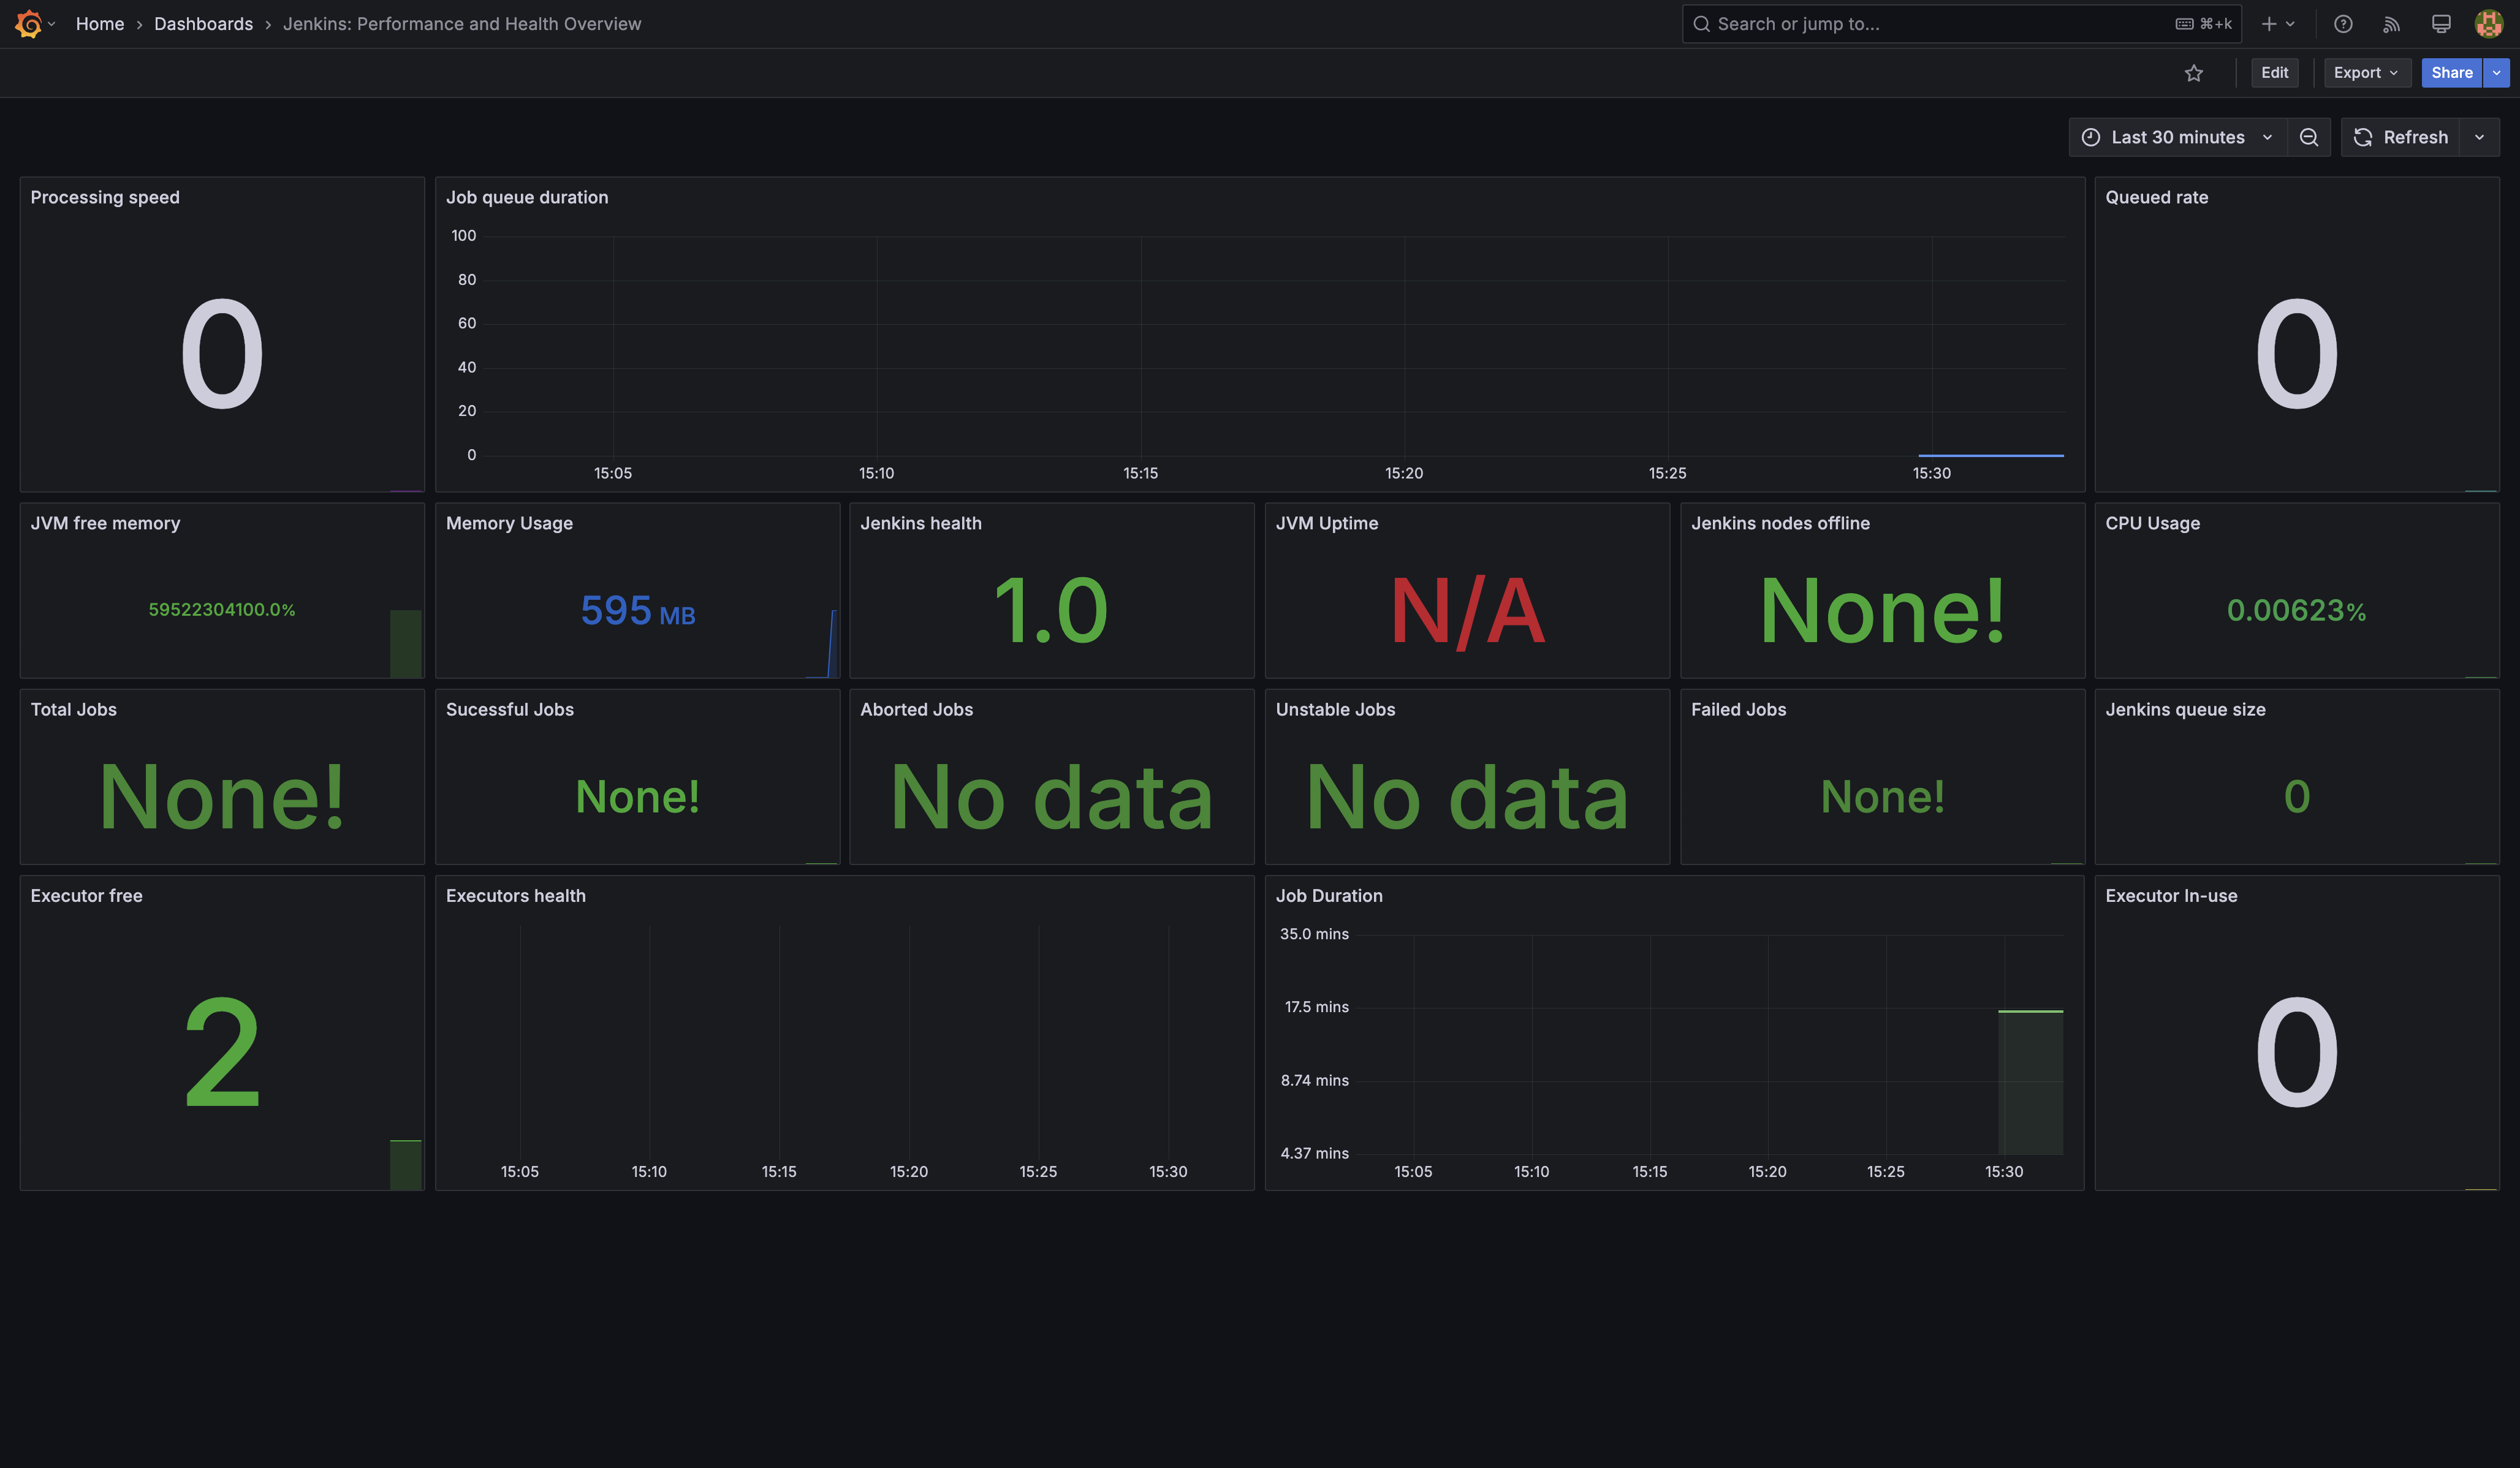 Home › Dashboards › Jenkins: Performance and Health Overview
Search or jump to...
⌘+k
Edit
Export
Share
Last 30 minutes
Refresh
Processing speed
0
Job queue duration
100
80
60
40
20
0
15:05 15:10 15:15 15:20 15:25 15:30
Queued rate
0
JVM free memory
59522304100.0%
Memory Usage
595 MB
Jenkins health
1.0
JVM Uptime
N/A
Jenkins nodes offline
None!
CPU Usage
0.00623%
Total Jobs
None!
Sucessful Jobs
None!
Aborted Jobs
No data
Unstable Jobs
No data
Failed Jobs
None!
Jenkins queue size
0
Executor free
2
Executors health
15:05 15:10 15:15 15:20 15:25 15:30
Job Duration
35.0 mins
17.5 mins
8.74 mins
4.37 mins
15:05 15:10 15:15 15:20 15:25 15:30
Executor In-use
0